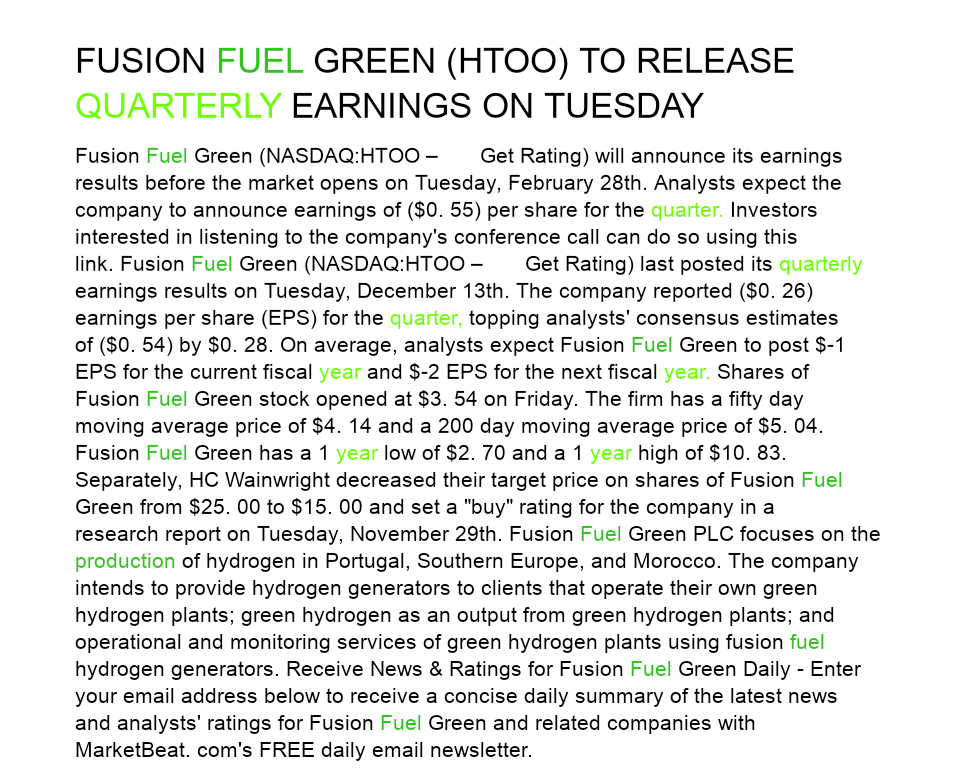 FUSION FUEL GREEN (HTOO) TO RELEASE
QUARTERLY EARNINGS ON TUESDAY
Fusion Fuel Green (NASDAQ:HTOO – Get Rating) will announce its earnings
results before the market opens on Tuesday, February 28th. Analysts expect the
company to announce earnings of ($0. 55) per share for the quarter. Investors
interested in listening to the company's conference call can do so using this
link. Fusion Fuel Green (NASDAQ:HTOO – Get Rating) last posted its quarterly
earnings results on Tuesday, December 13th. The company reported ($0. 26)
earnings per share (EPS) for the quarter, topping analysts' consensus estimates
of ($0. 54) by $0. 28. On average, analysts expect Fusion Fuel Green to post $-1
EPS for the current fiscal year and $-2 EPS for the next fiscal year. Shares of
Fusion Fuel Green stock opened at $3. 54 on Friday. The firm has a fifty day
moving average price of $4. 14 and a 200 day moving average price of $5. 04.
Fusion Fuel Green has a 1 year low of $2. 70 and a 1 year high of $10. 83.
Separately, HC Wainwright decreased their target price on shares of Fusion Fuel
Green from $25. 00 to $15. 00 and set a "buy" rating for the company in a
research report on Tuesday, November 29th. Fusion Fuel Green PLC focuses on the
production of hydrogen in Portugal, Southern Europe, and Morocco. The company
intends to provide hydrogen generators to clients that operate their own green
hydrogen plants; green hydrogen as an output from green hydrogen plants; and
operational and monitoring services of green hydrogen plants using fusion fuel
hydrogen generators. Receive News & Ratings for Fusion Fuel Green Daily - Enter
your email address below to receive a concise daily summary of the latest news
and analysts' ratings for Fusion Fuel Green and related companies with
MarketBeat. com's FREE daily email newsletter.